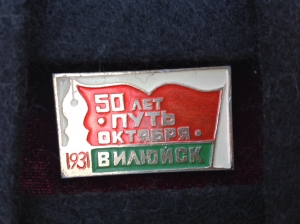 50 ЛЕТ
• ПУТЬ
ОКТЯБРЯ •
1931 ВИЛЮЙСК